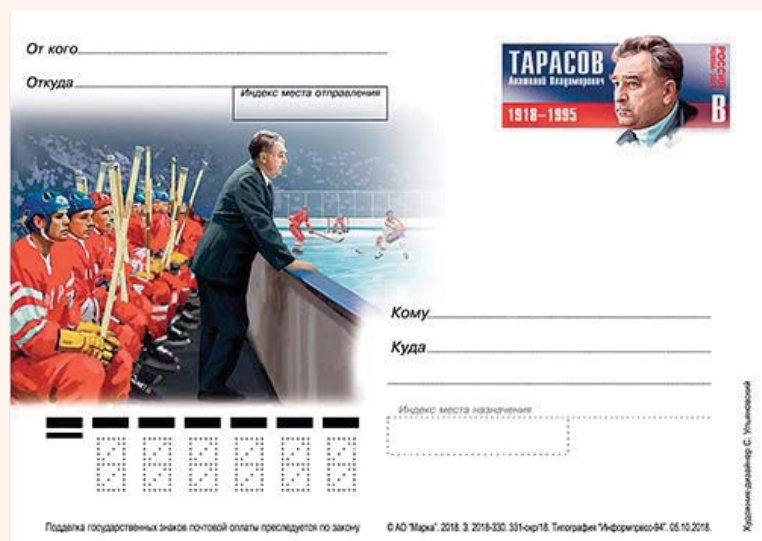 От кого
Откуда
Индекс места отправления
ТАРАСОВ
Анатолий Владимирович
1918–1995
РОССИЯ
В
Кому
Куда
Индекс места назначения
Подделка государственных знаков почтовой оплаты преследуется по закону
© АО "Марка". 2018. З. 2018-330. 331-окр/18. Типография "Информпресс-94". 05.10.2018.
Художник-дизайнер С. Ульяновский